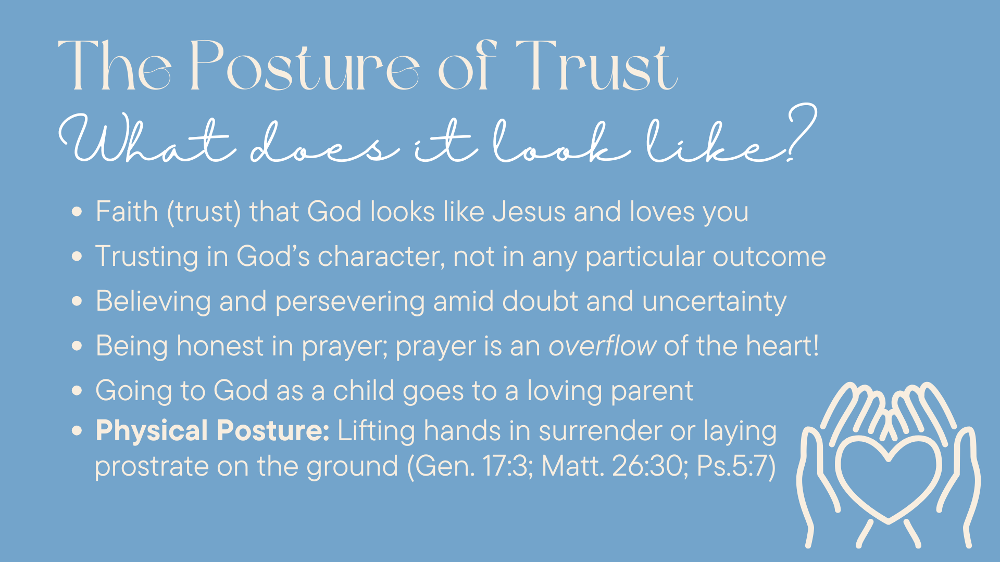 The Posture of Trust
What does it look like?
• Faith (trust) that God looks like Jesus and loves you
• Trusting in God’s character, not in any particular outcome
• Believing and persevering amid doubt and uncertainty
• Being honest in prayer; prayer is an overflow of the heart!
• Going to God as a child goes to a loving parent
• Physical Posture: Lifting hands in surrender or laying
prostrate on the ground (Gen. 17:3; Matt. 26:30; Ps.5:7)